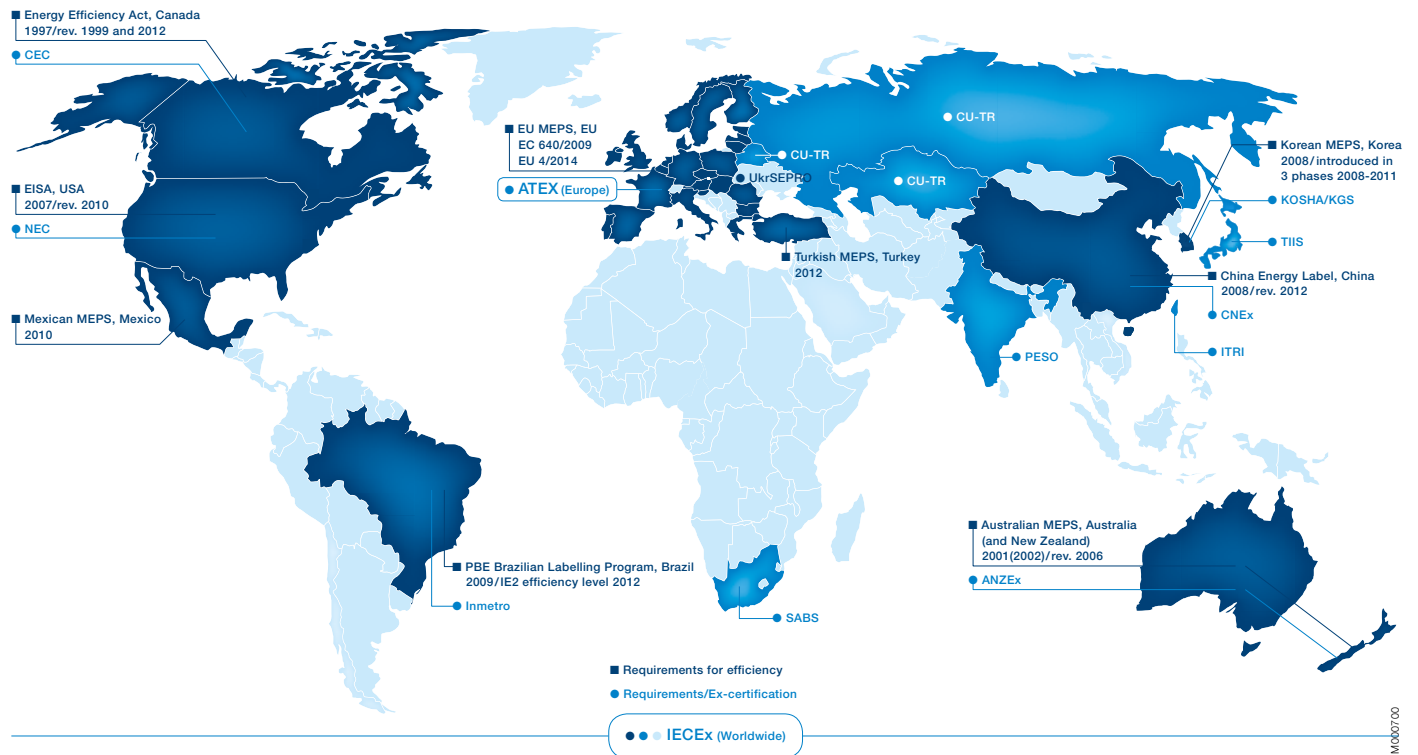 Energy Efficiency Act, Canada
1997/rev. 1999 and 2012
CEC
EISA, USA
2007/rev. 2010
NEC
Mexican MEPS, Mexico
2010
EU MEPS, EU
EC 640/2009
EU 4/2014
ATEX (Europe)
CU-TR
CU-TR
UkrSEPRO
CU-TR
Turkish MEPS, Turkey
2012
Korean MEPS, Korea
2008/introduced in
3 phases 2008-2011
KOSHA/KGS
TIIS
China Energy Label, China
2008/rev. 2012
CNEx
ITRI
PESO
PBE Brazilian Labelling Program, Brazil
2009/IE2 efficiency level 2012
Inmetro
SABS
Australian MEPS, Australia
(and New Zealand)
2001(2002)/rev. 2006
ANZEx
Requirements for efficiency
Requirements/Ex-certification
IECEx (Worldwide)
M000700